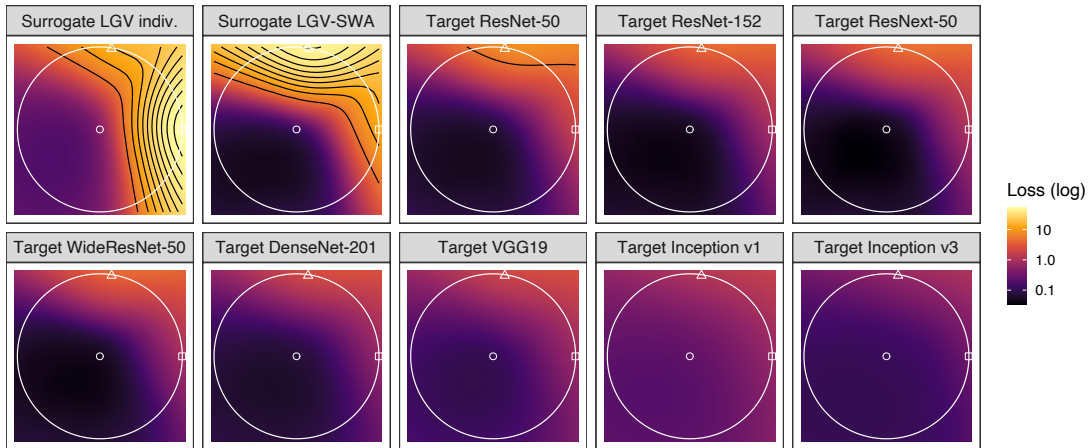 Surrogate LGV indiv.
Surrogate LGV-SWA
Target ResNet-50
Target ResNet-152
Target ResNext-50
Target WideResNet-50
Target DenseNet-201
Target VGG19
Target Inception v1
Target Inception v3
Loss (log)
10
1.0
0.1